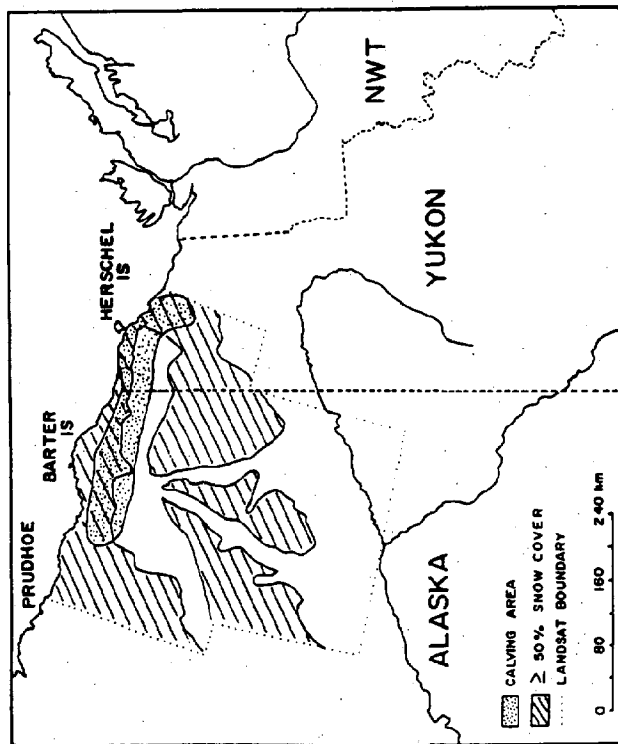 PRUDHOE
BARTER
IS
HERSCHEL
IS
NWT
YUKON
ALASKA
CALVING AREA
≥ 50% SNOW COVER
LANDSAT BOUNDARY
0 80 160 240 km